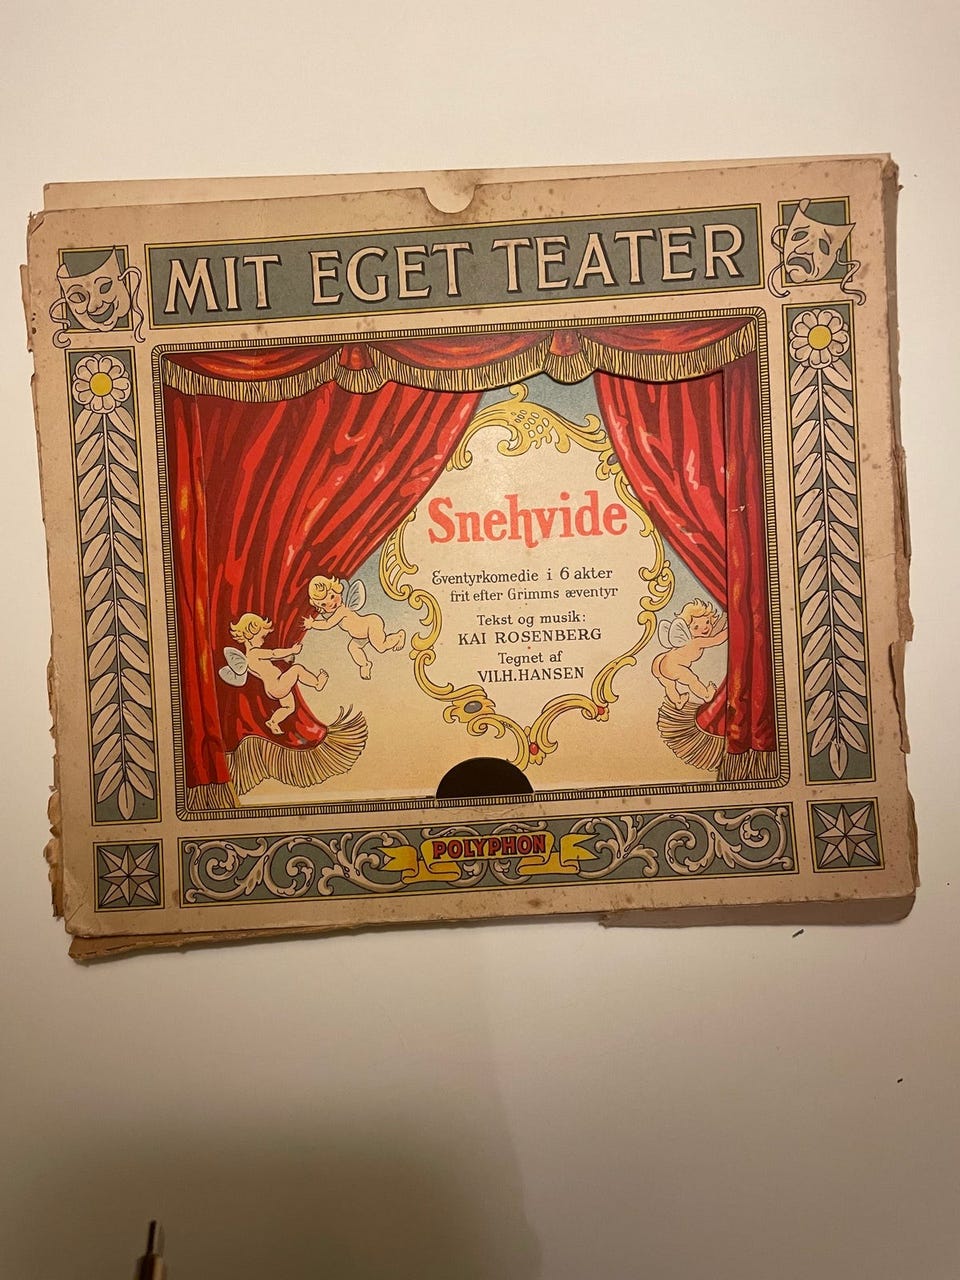 MIT EGET TEATER
Snehvide
Eventyrkomedie i 6 akter
frit efter Grimms æventyr
Tekst og musik:
KAI ROSENBERG
Tegnet af
VILH. HANSEN
POLYPHON